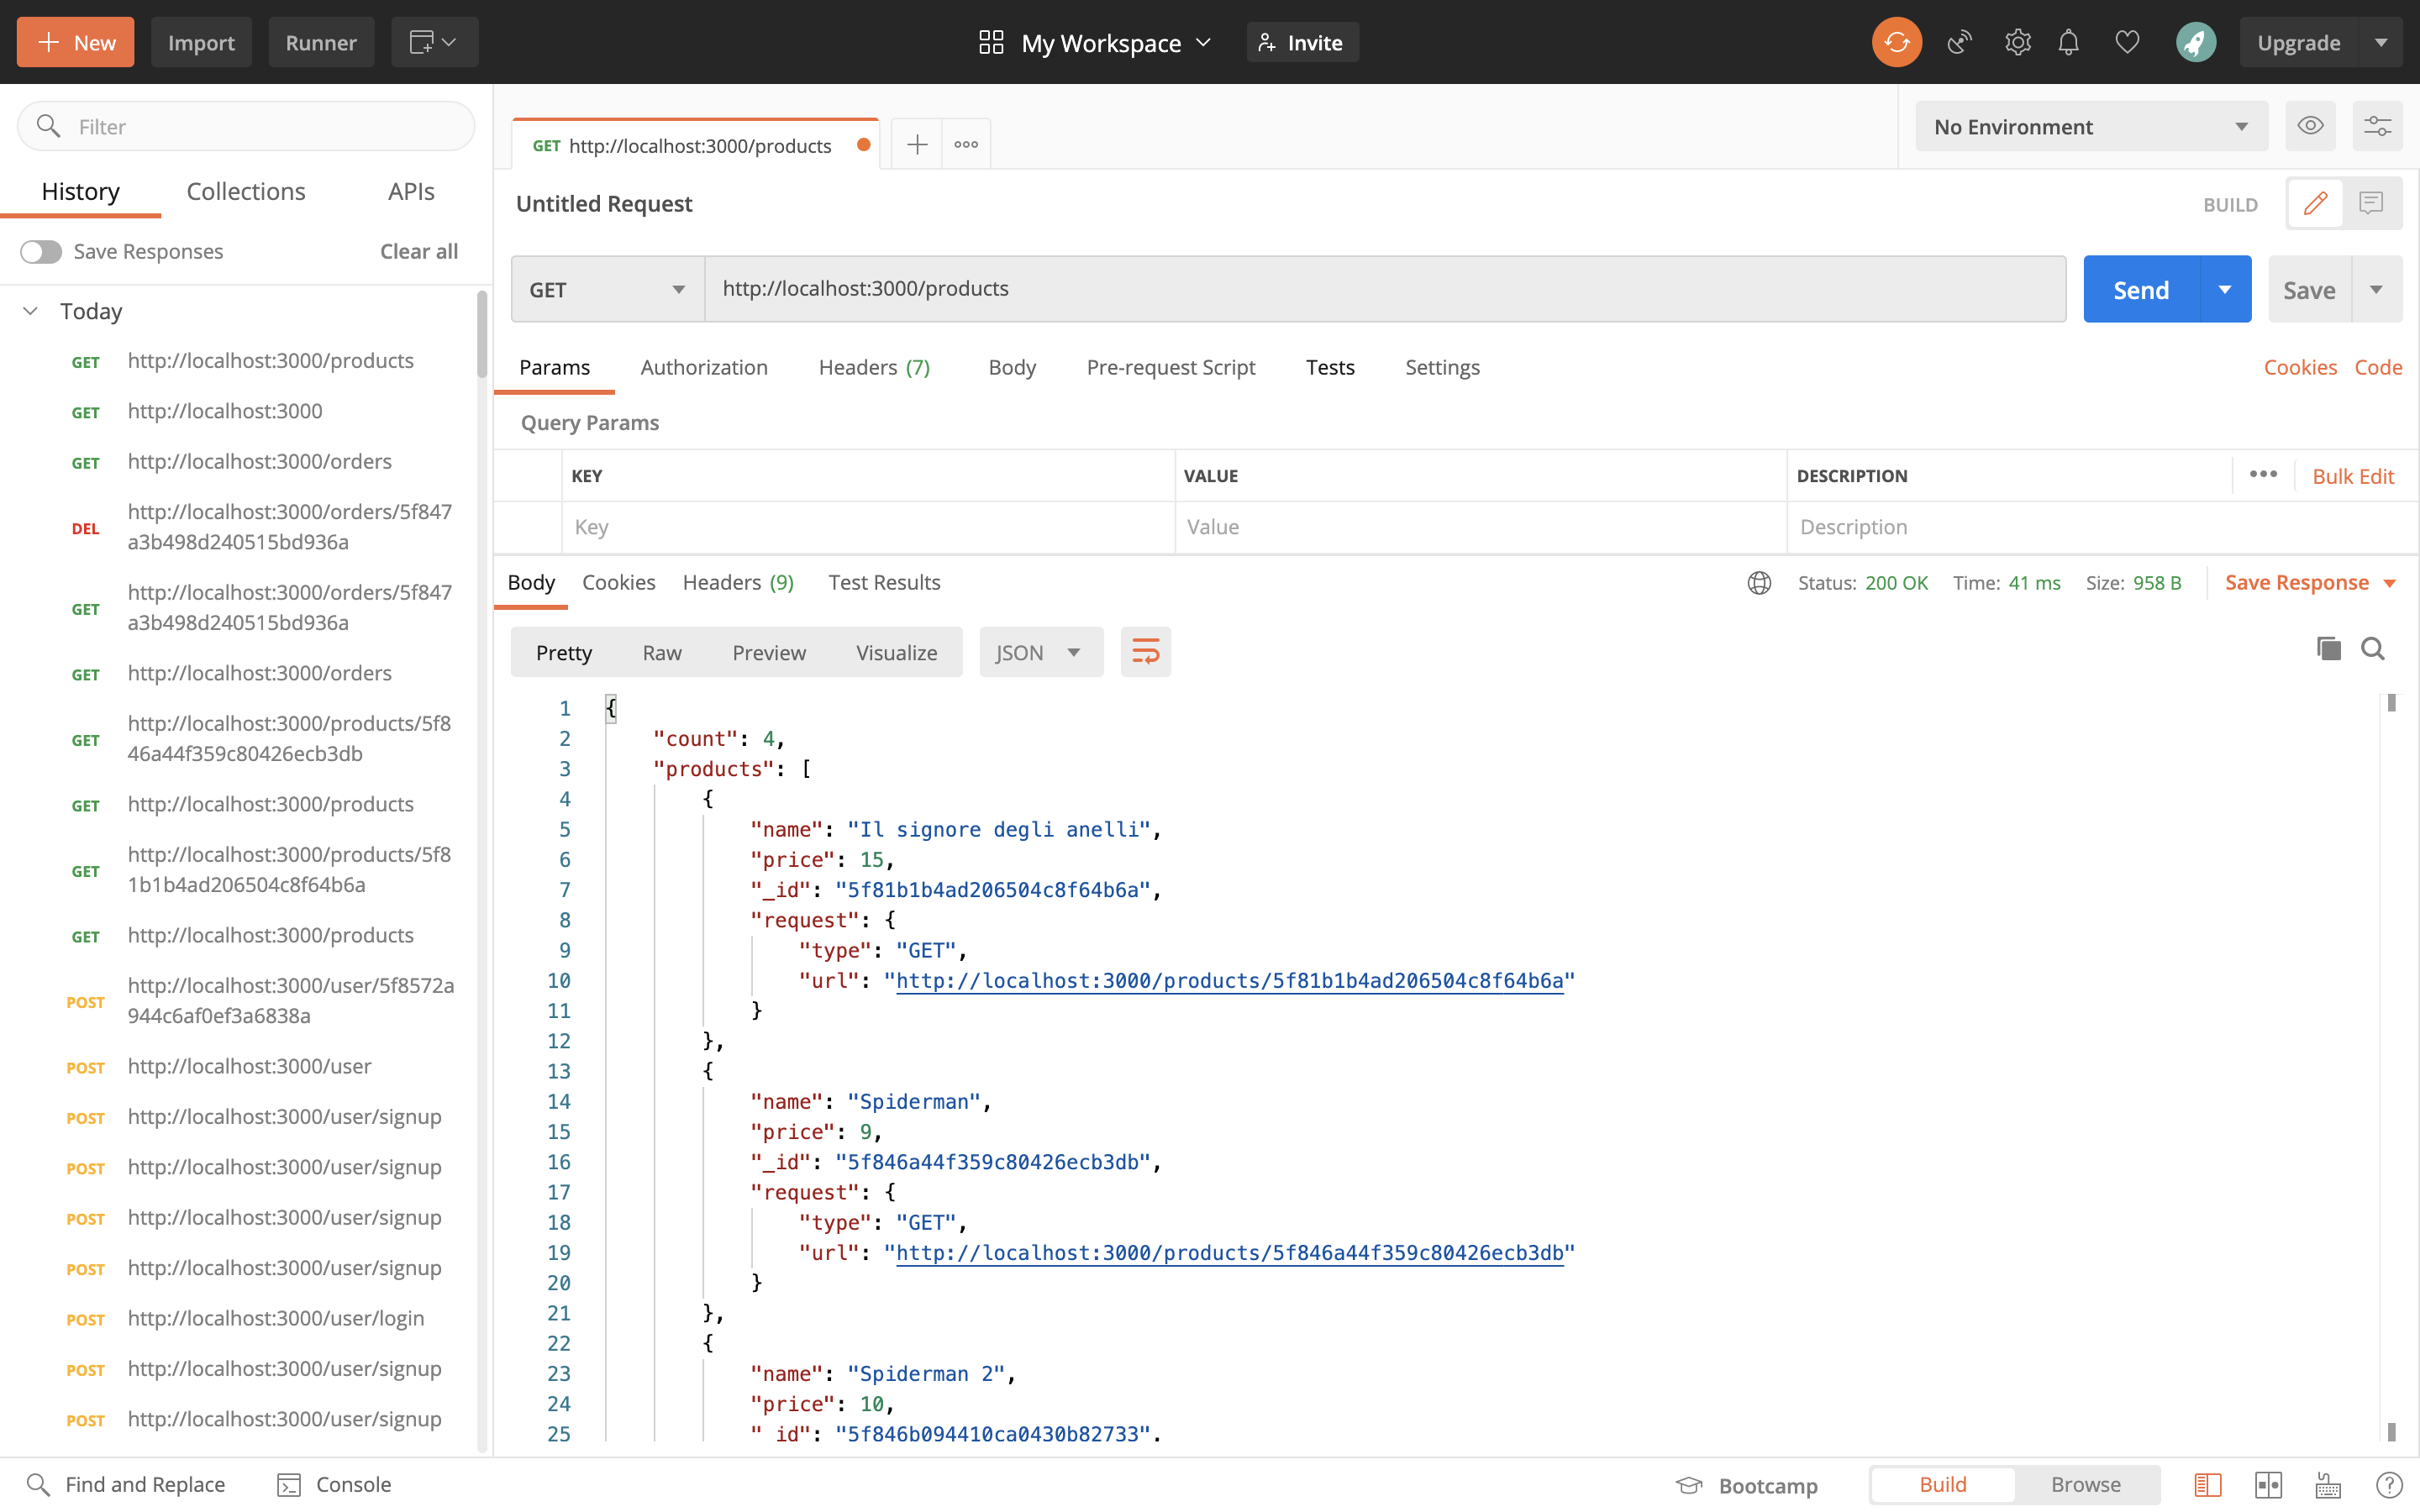 New Import Runner My Workspace Invite Upgrade
Filter
History Collections APIs
Save Responses Clear all
Today
GET http://localhost:3000/products
GET http://localhost:3000
GET http://localhost:3000/orders
DEL http://localhost:3000/orders/5f847
a3b498d240515bd936a
GET http://localhost:3000/orders/5f847
a3b498d240515bd936a
GET http://localhost:3000/orders
GET http://localhost:3000/products/5f8
46a44f359c80426ecb3db
GET http://localhost:3000/products
GET http://localhost:3000/products/5f8
1b1b4ad206504c8f64b6a
GET http://localhost:3000/products
POST http://localhost:3000/user/5f8572a
944c6af0ef3a6838a
POST http://localhost:3000/user
POST http://localhost:3000/user/signup
POST http://localhost:3000/user/signup
POST http://localhost:3000/user/signup
POST http://localhost:3000/user/signup
POST http://localhost:3000/user/login
POST http://localhost:3000/user/signup
POST http://localhost:3000/user/signup
GET http://localhost:3000/products
No Environment
Untitled Request BUILD
GET http://localhost:3000/products Send Save
Params Authorization Headers (7) Body Pre-request Script Tests Settings Cookies Code
Query Params
KEY VALUE DESCRIPTION Bulk Edit
Key Value Description
Body Cookies Headers (9) Test Results Status: 200 OK Time: 41 ms Size: 958 B Save Response
Pretty Raw Preview Visualize JSON
1 {
2 "count": 4,
3 "products": [
4 {
5 "name": "Il signore degli anelli",
6 "price": 15,
7 "_id": "5f81b1b4ad206504c8f64b6a",
8 "request": {
9 "type": "GET",
10 "url": "http://localhost:3000/products/5f81b1b4ad206504c8f64b6a"
11 }
12 },
13 {
14 "name": "Spiderman",
15 "price": 9,
16 "_id": "5f846a44f359c80426ecb3db",
17 "request": {
18 "type": "GET",
19 "url": "http://localhost:3000/products/5f846a44f359c80426ecb3db"
20 }
21 },
22 {
23 "name": "Spiderman 2",
24 "price": 10,
25 "_id": "5f846b094410ca0430b82733",
Find and Replace Console Bootcamp Build Browse